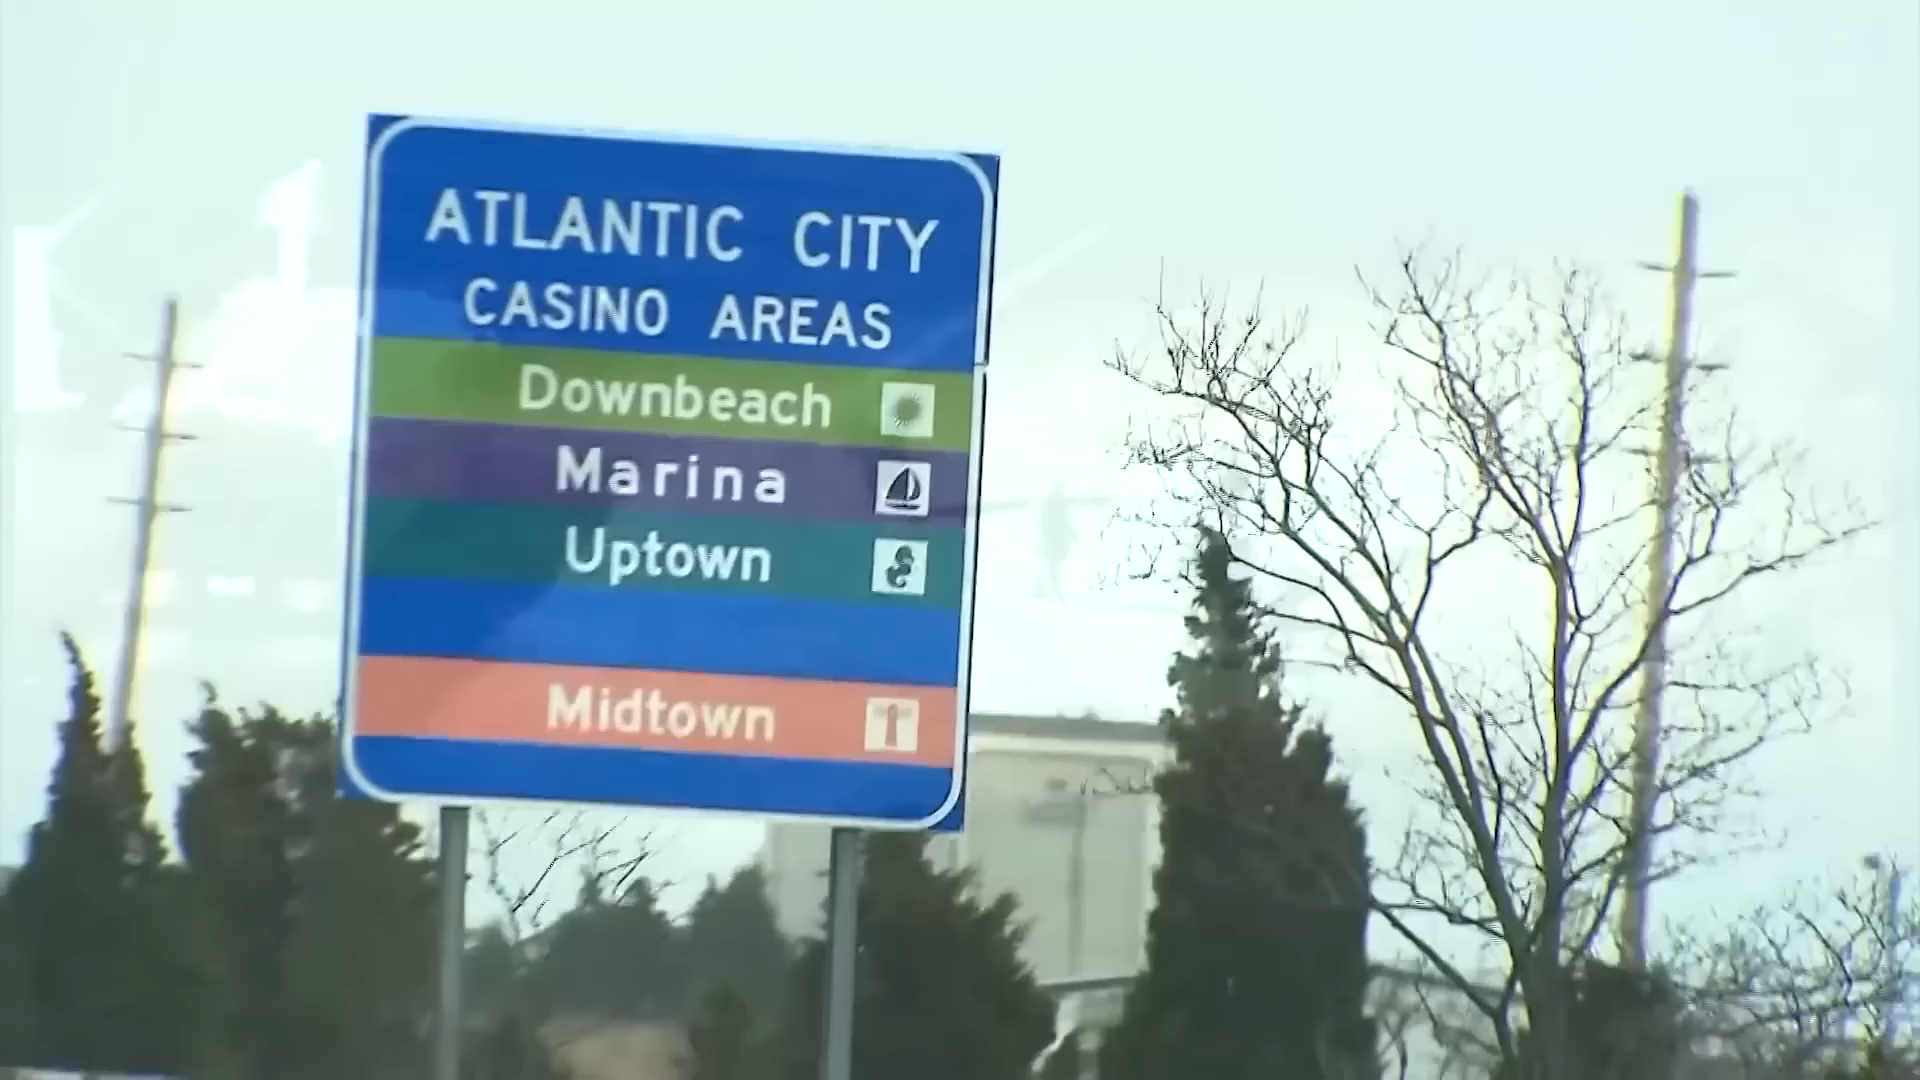 ATLANTIC CITY
CASINO AREAS
Downbeach
Marina
Uptown
Midtown